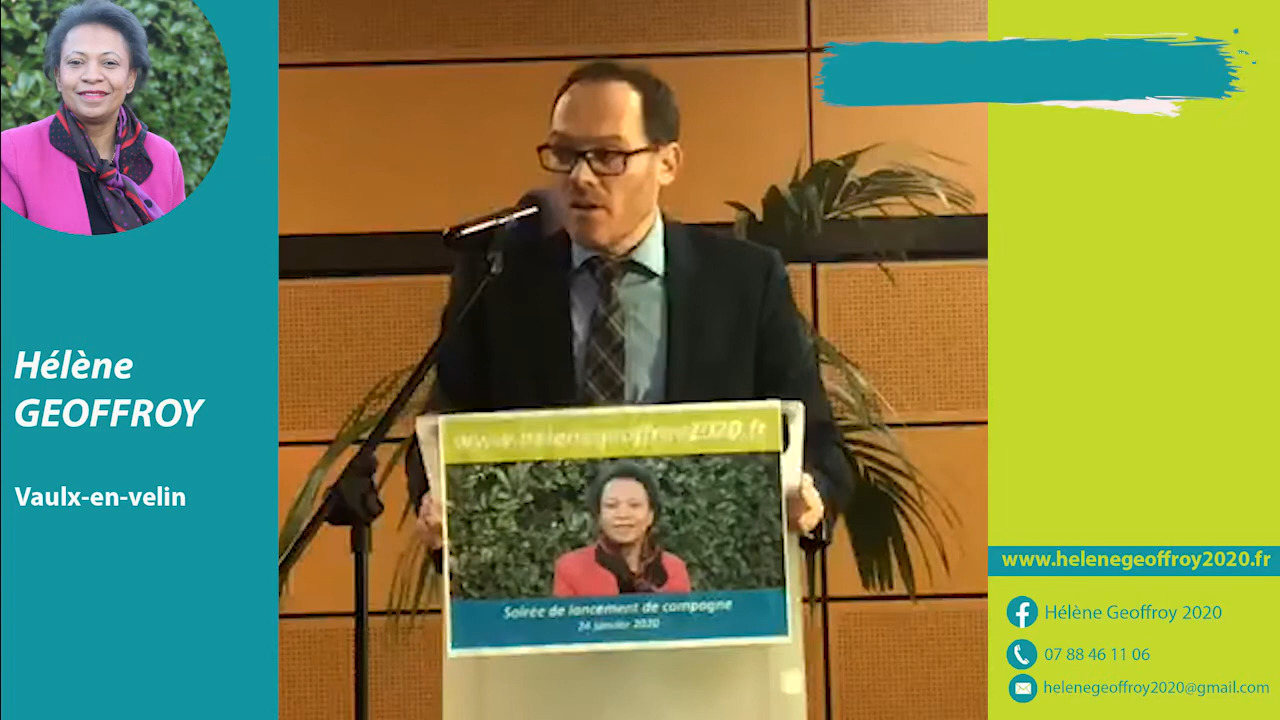 Hélène
GEOFFROY
Vaulx-en-velin
www.helenegeoffroy2020.fr
Soirée de lancement de campagne
24 janvier 2020
www.helenegeoffroy2020.fr
Hélène Geoffroy 2020
07 88 46 11 06
helenegeoffroy2020@gmail.com